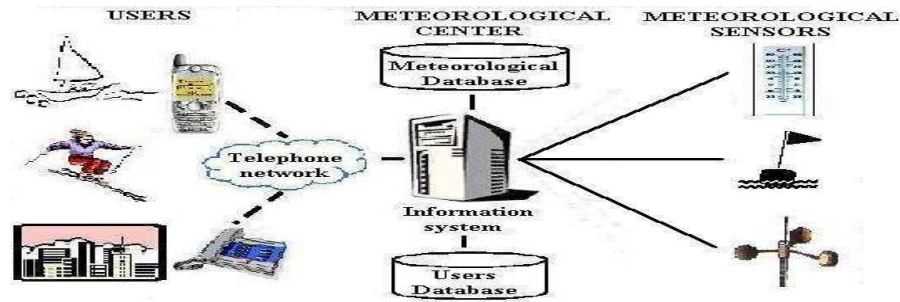 USERS
METEOROLOGICAL
CENTER
METEOROLOGICAL
SENSORS
Meteorological
Database
Telephone
network
Information
system
Users
Database